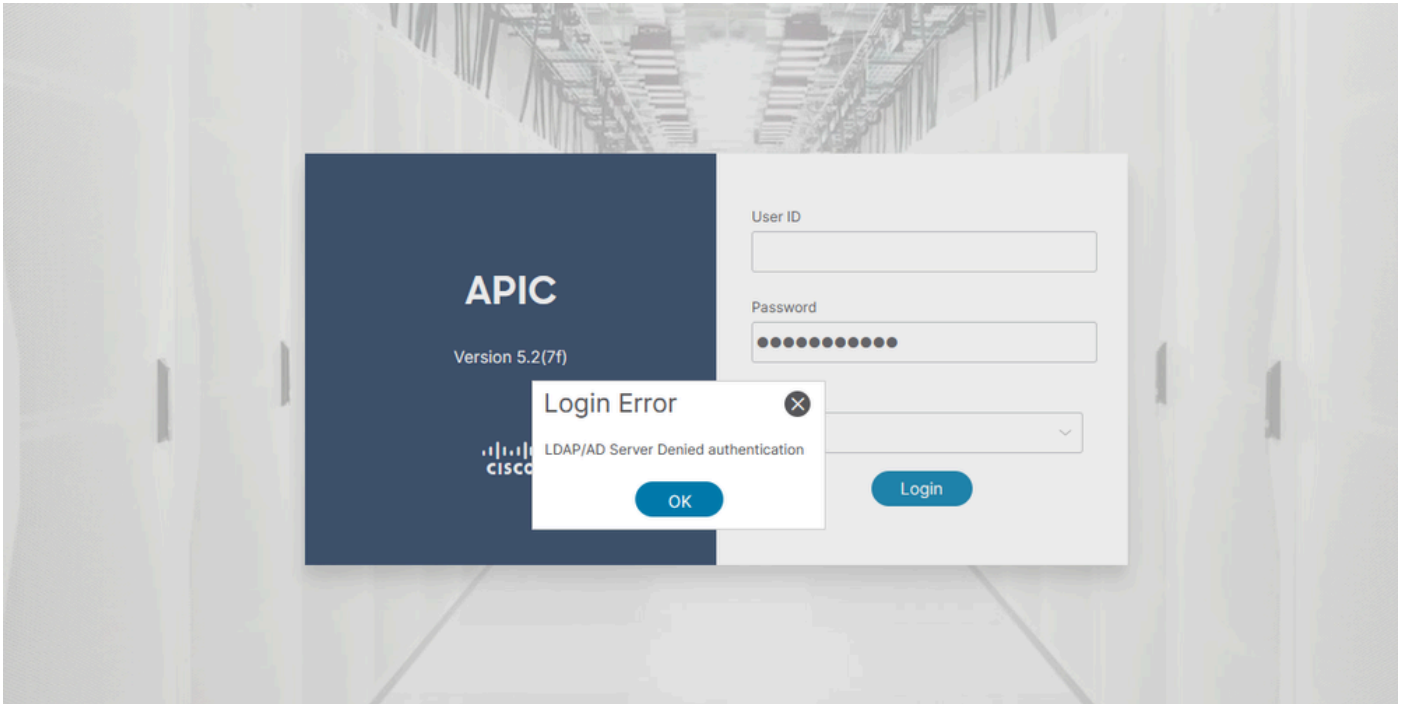 User ID
APIC
Password
Version 5.2(7f)
Login Error
LDAP/AD Server Denied authentication
OK
Login